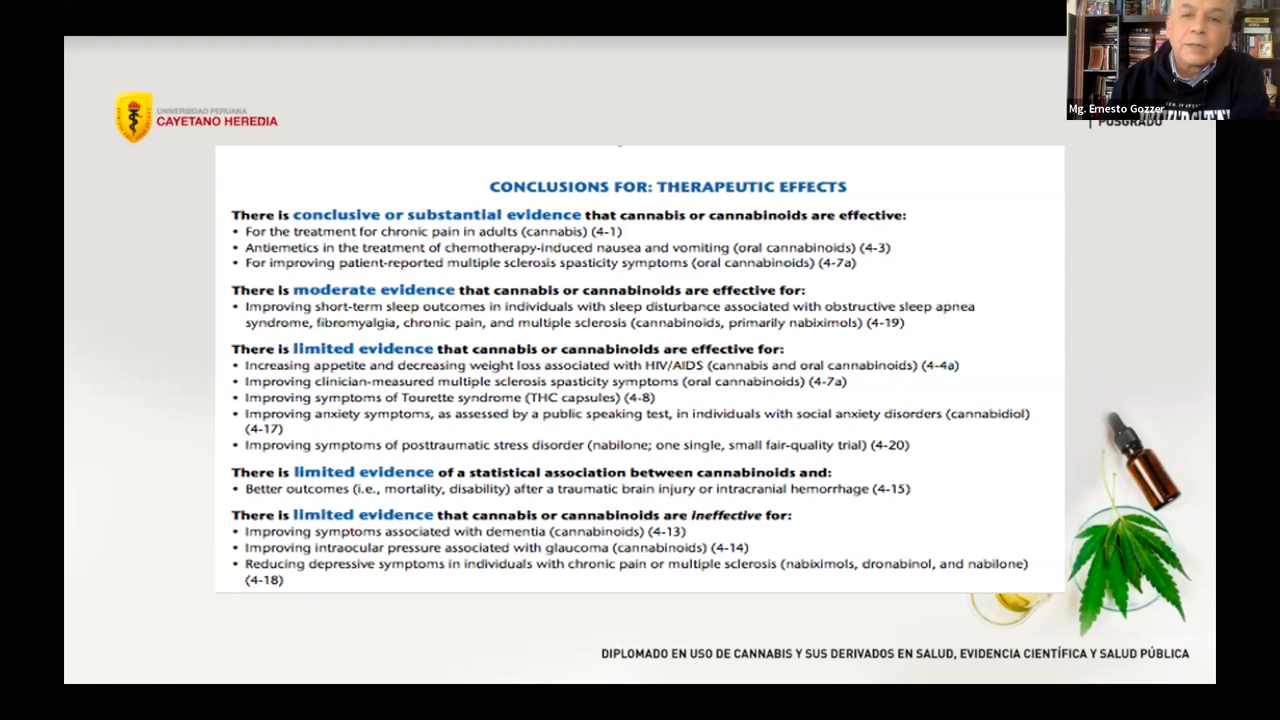 Mg. Ernesto Gozzer
UNIVERSIDAD PERUANA
CAYETANO HEREDIA
POSGRADO
CONCLUSIONS FOR: THERAPEUTIC EFFECTS
There is conclusive or substantial evidence that cannabis or cannabinoids are effective:
• For the treatment for chronic pain in adults (cannabis) (4-1)
• Antiemetics in the treatment of chemotherapy-induced nausea and vomiting (oral cannabinoids) (4-3)
• For improving patient-reported multiple sclerosis spasticity symptoms (oral cannabinoids) (4-7a)
There is moderate evidence that cannabis or cannabinoids are effective for:
• Improving short-term sleep outcomes in individuals with sleep disturbance associated with obstructive sleep apnea
syndrome, fibromyalgia, chronic pain, and multiple sclerosis (cannabinoids, primarily nabiximols) (4-19)
There is limited evidence that cannabis or cannabinoids are effective for:
• Increasing appetite and decreasing weight loss associated with HIV/AIDS (cannabis and oral cannabinoids) (4-4a)
• Improving clinician-measured multiple sclerosis spasticity symptoms (oral cannabinoids) (4-7a)
• Improving symptoms of Tourette syndrome (THC capsules) (4-8)
• Improving anxiety symptoms, as assessed by a public speaking test, in individuals with social anxiety disorders (cannabidiol)
(4-17)
• Improving symptoms of posttraumatic stress disorder (nabilone; one single, small fair-quality trial) (4-20)
There is limited evidence of a statistical association between cannabinoids and:
• Better outcomes (i.e., mortality, disability) after a traumatic brain injury or intracranial hemorrhage (4-15)
There is limited evidence that cannabis or cannabinoids are ineffective for:
• Improving symptoms associated with dementia (cannabinoids) (4-13)
• Improving intraocular pressure associated with glaucoma (cannabinoids) (4-14)
• Reducing depressive symptoms in individuals with chronic pain or multiple sclerosis (nabiximols, dronabinol, and nabilone)
(4-18)
DIPLOMADO EN USO DE CANNABIS Y SUS DERIVADOS EN SALUD, EVIDENCIA CIENTÍFICA Y SALUD PÚBLICA